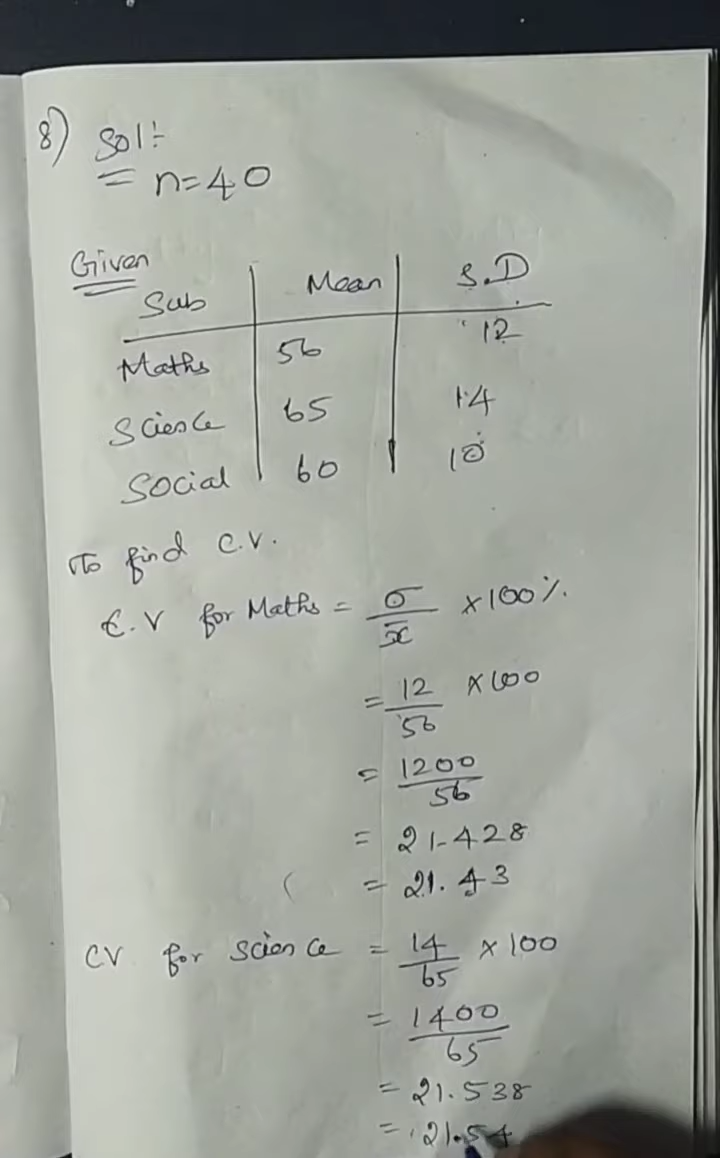 8) Sol:-
n=40
Given
Sub Mean S.D
Maths 56 12
Science 65 14
Social 60 10
To find C.V.
C.V for Maths = σ/x̄ ×100%
= 12/56 ×100
= 1200/56
= 21.428
= 21.43
CV for Science = 14/65 ×100
= 1400/65
= 21.538
= 21.54